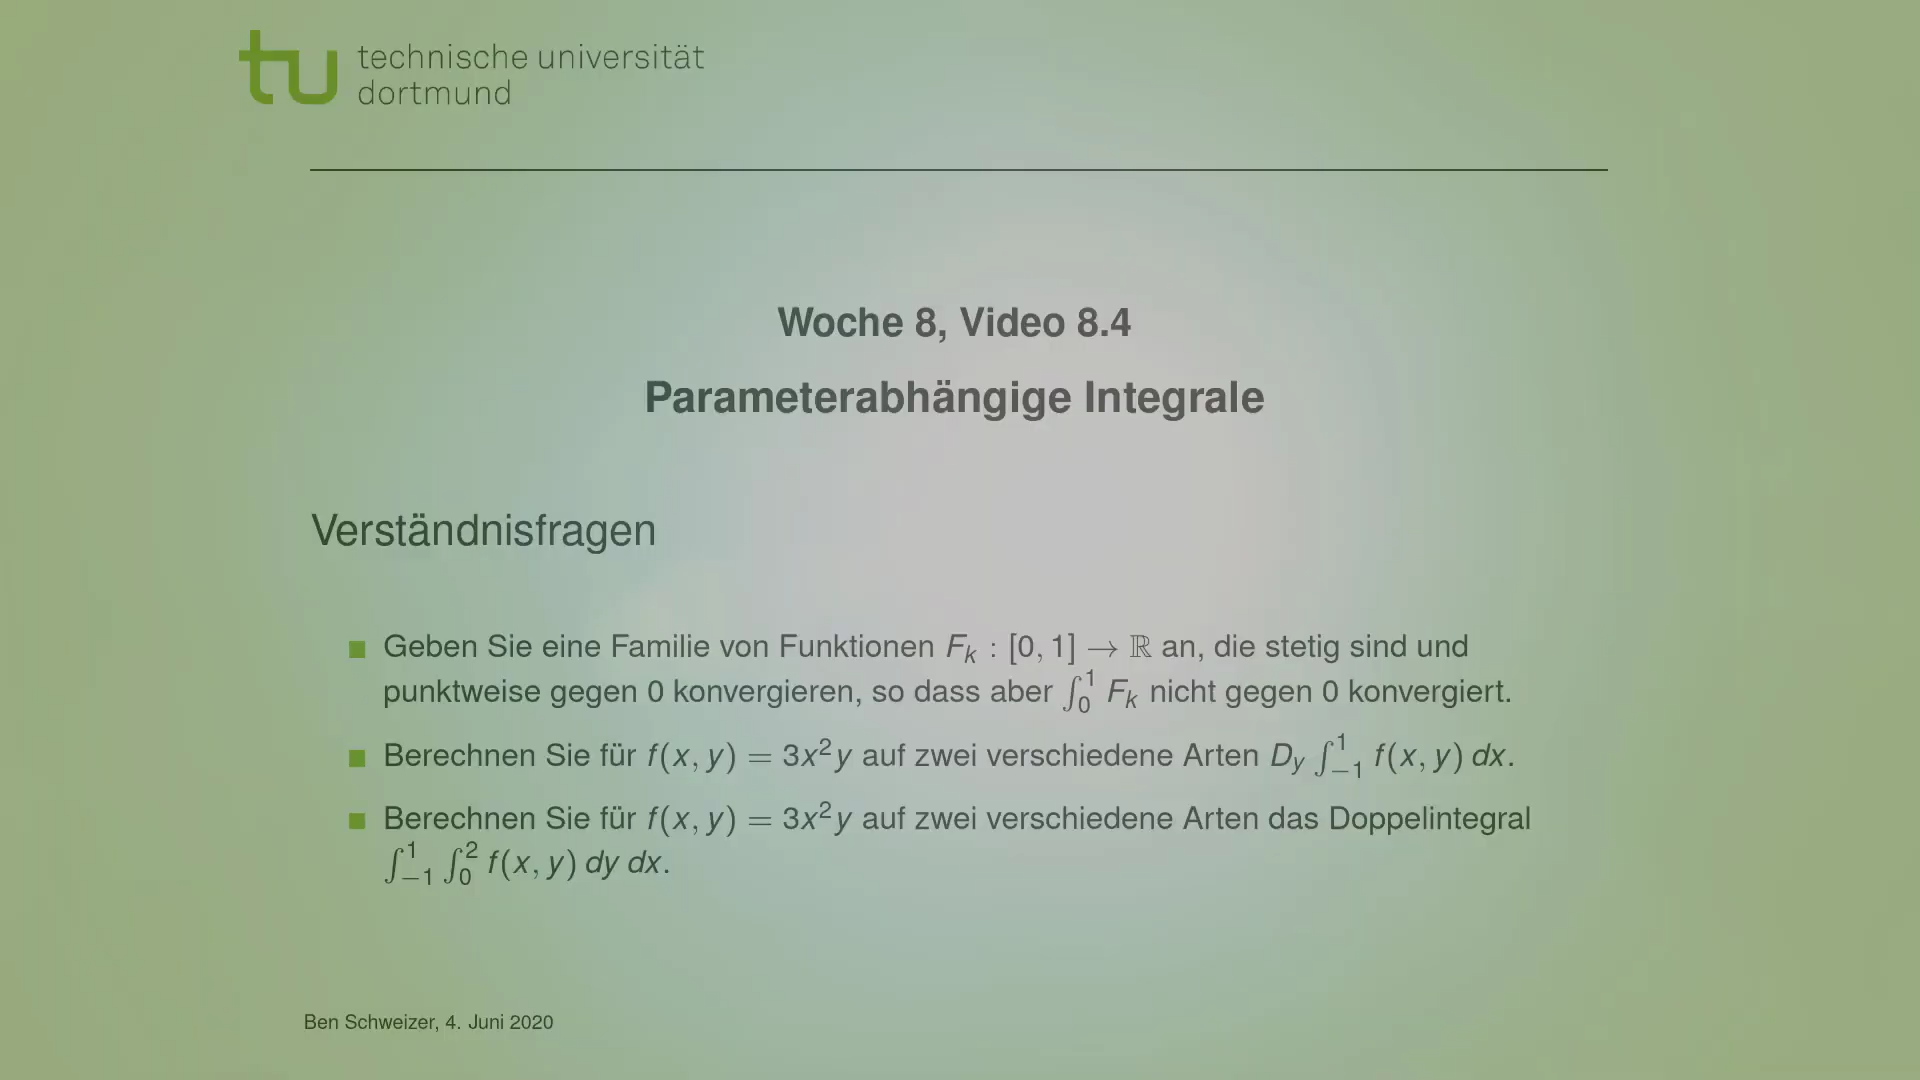 technische universität
dortmund
Woche 8, Video 8.4
Parameterabhängige Integrale
Verständnisfragen
Geben Sie eine Familie von Funktionen F_k : [0, 1] → ℝ an, die stetig sind und
punktweise gegen 0 konvergieren, so dass aber ∫_0^1 F_k nicht gegen 0 konvergiert.
Berechnen Sie für f(x, y) = 3x²y auf zwei verschiedene Arten D_y ∫_{−1}^1 f(x, y) dx.
Berechnen Sie für f(x, y) = 3x²y auf zwei verschiedene Arten das Doppelintegral
∫_{−1}^1 ∫_0^2 f(x, y) dy dx.
Ben Schweizer, 4. Juni 2020